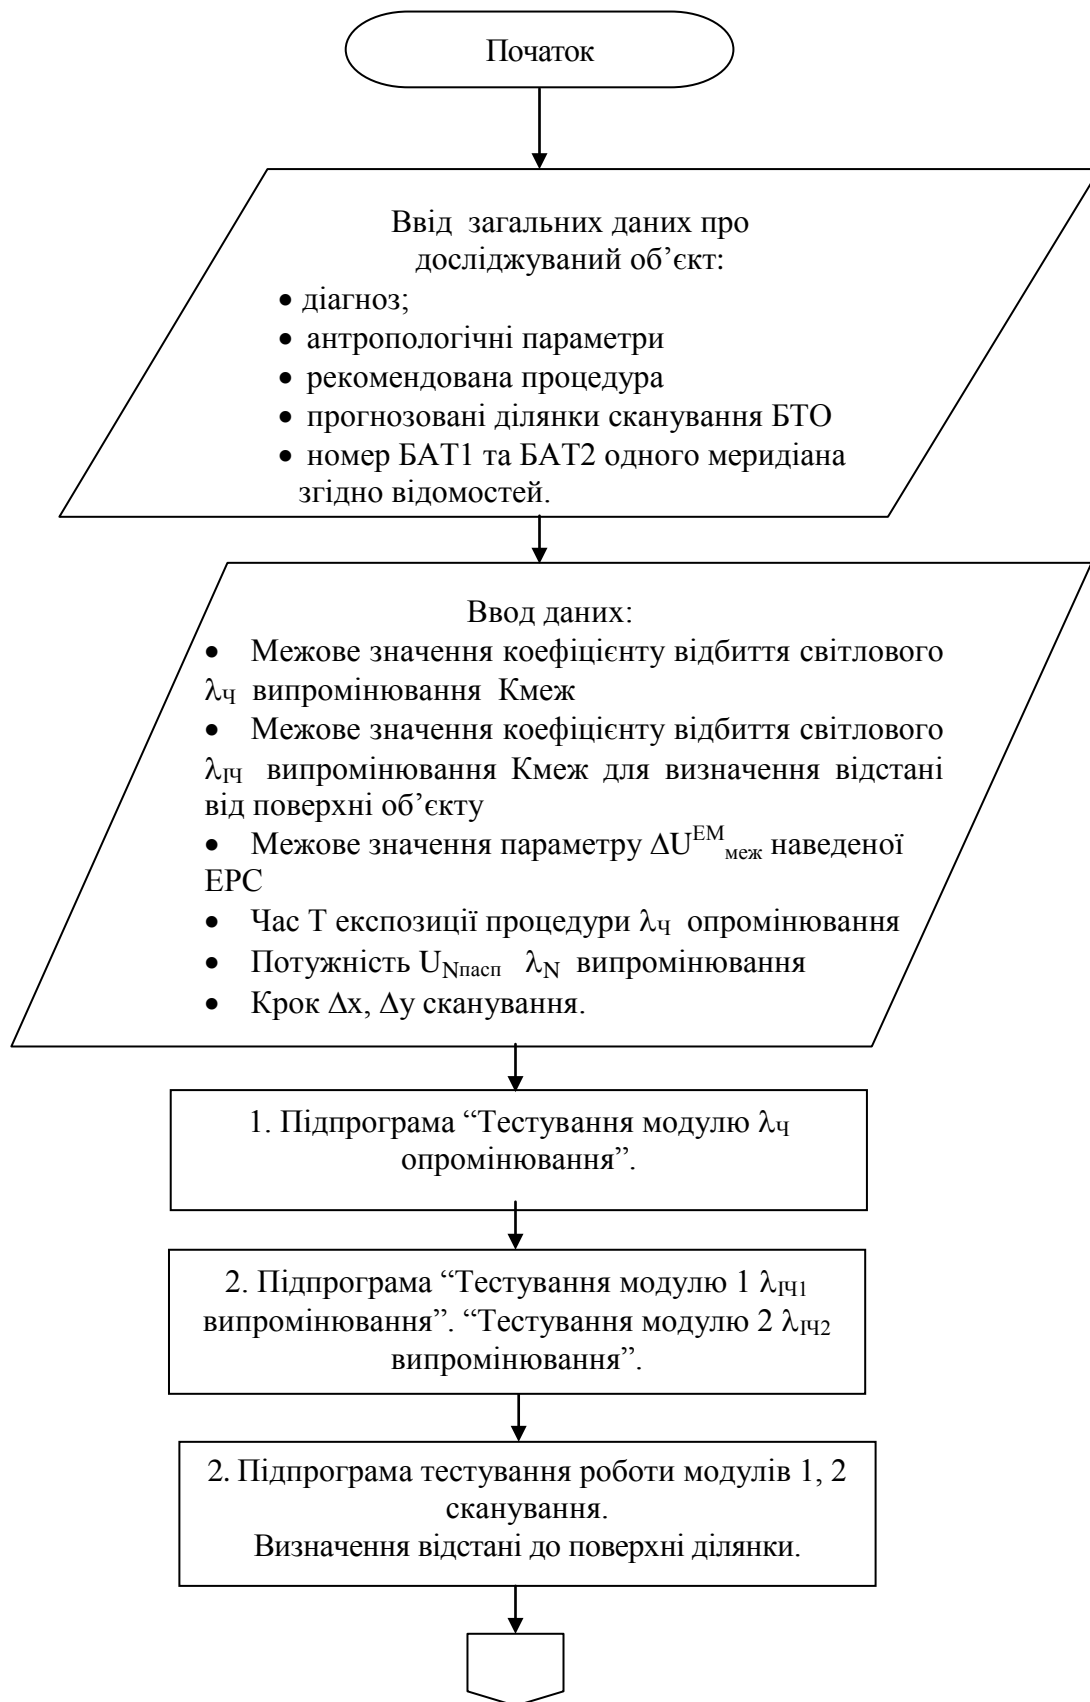 Початок
Ввід загальних даних про
досліджуваний об’єкт:
• діагноз;
• антропологічні параметри
• рекомендована процедура
• прогнозовані ділянки сканування БТО
• номер БАТ1 та БАТ2 одного меридіана
згідно відомостей.
Ввод даних:
• Межове значення коефіцієнту відбиття світлового
λЧ випромінювання Кмеж
• Межове значення коефіцієнту відбиття світлового
λІЧ випромінювання Кмеж для визначення відстані
від поверхні об’єкту
• Межове значення параметру ΔU^ЕМ_меж наведеної
ЕРС
• Час Т експозиції процедури λЧ опромінювання
• Потужність U_Nпасп λN випромінювання
• Крок Δx, Δy сканування.
1. Підпрограма “Тестування модулю λЧ
опромінювання”.
2. Підпрограма “Тестування модулю 1 λІЧ1
випромінювання”. “Тестування модулю 2 λІЧ2
випромінювання”.
2. Підпрограма тестування роботи модулів 1, 2
сканування.
Визначення відстані до поверхні ділянки.